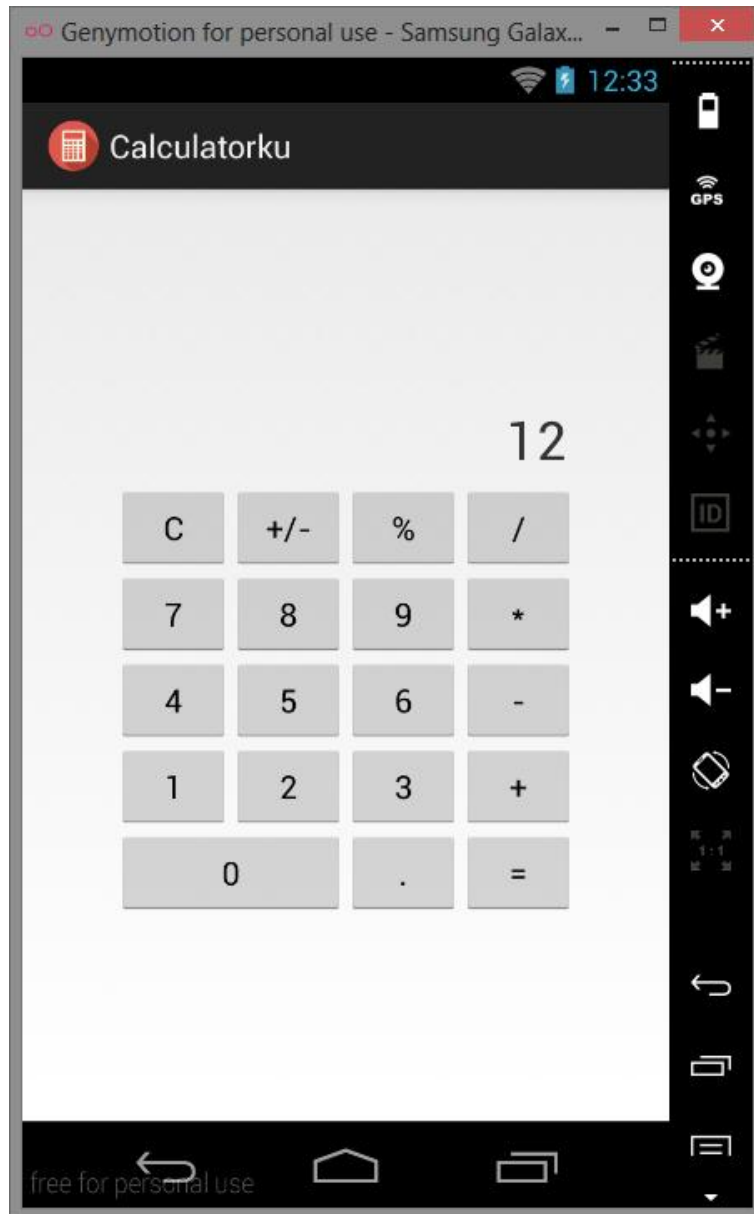 Genymotion for personal use - Samsung Galax...
12:33
Calculatorku
GPS
12
C +/- % /
ID
7 8 9 *
4 5 6 -
1 2 3 +
1:1
0 . =
free for personal use